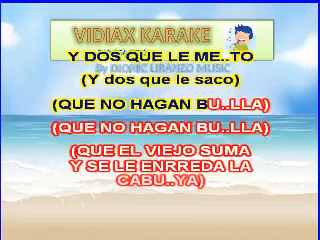 VIDIAX KARAKE
Y DOS QUE LE ME..TO
By DIONIC LIRANZO MUSIC
(Y dos que le saco)
(QUE NO HAGAN BU..LLA)
(QUE NO HAGAN BU..LLA)
(QUE EL VIEJO SUMA
Y SE LE ENRREDA LA
CABU..YA)